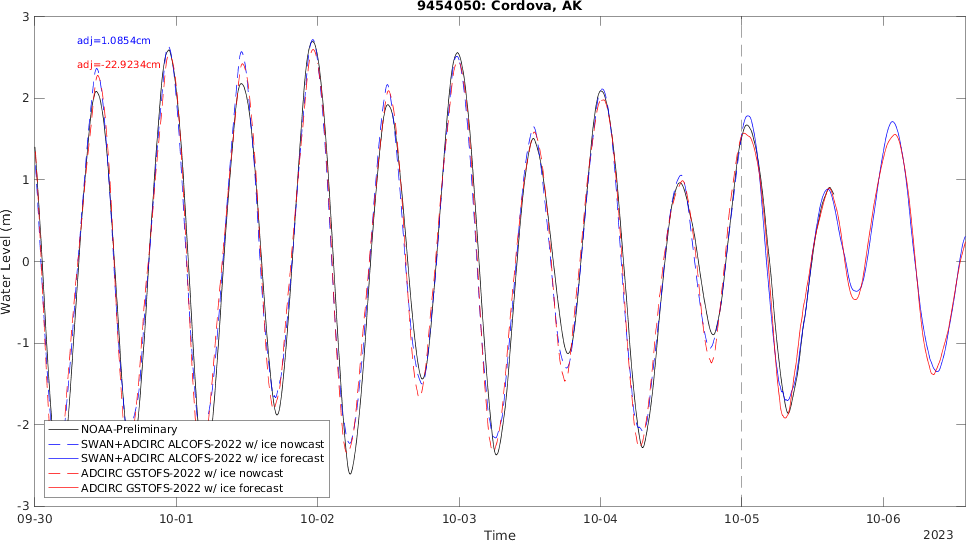 9454050: Cordova, AK
adj=1.0854cm
adj=-22.9234cm
3
2
1
0
-1
-2
-3
Water Level (m)
NOAA-Preliminary
SWAN+ADCIRC ALCOFS-2022 w/ ice nowcast
SWAN+ADCIRC ALCOFS-2022 w/ ice forecast
ADCIRC GSTOFS-2022 w/ ice nowcast
ADCIRC GSTOFS-2022 w/ ice forecast
09-30 10-01 10-02 10-03 10-04 10-05 10-06
Time
2023